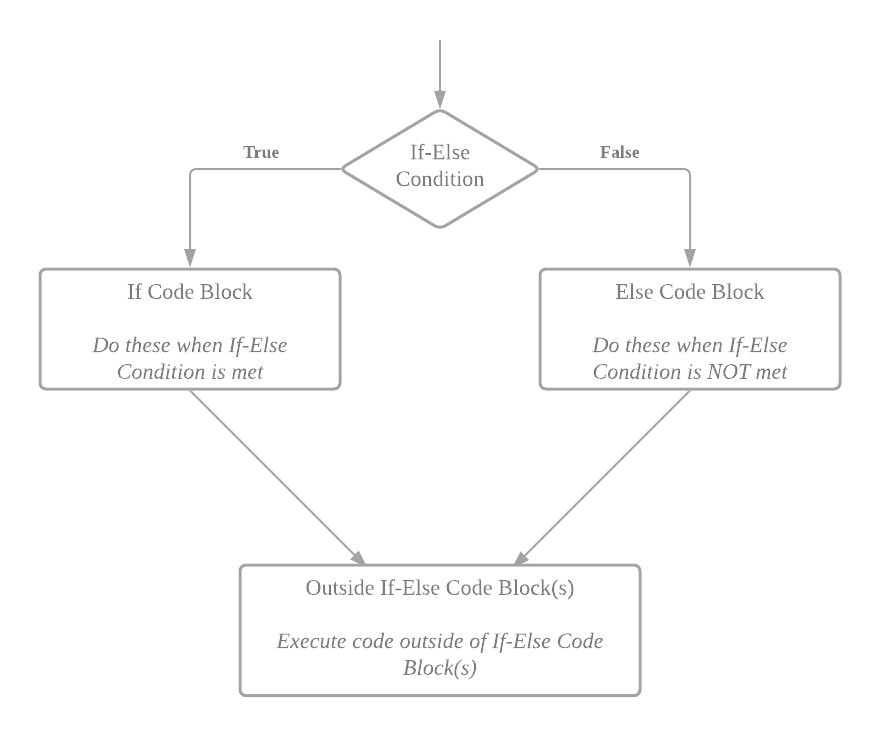 If-Else
Condition
True
False
If Code Block
Do these when If-Else
Condition is met
Else Code Block
Do these when If-Else
Condition is NOT met
Outside If-Else Code Block(s)
Execute code outside of If-Else Code
Block(s)